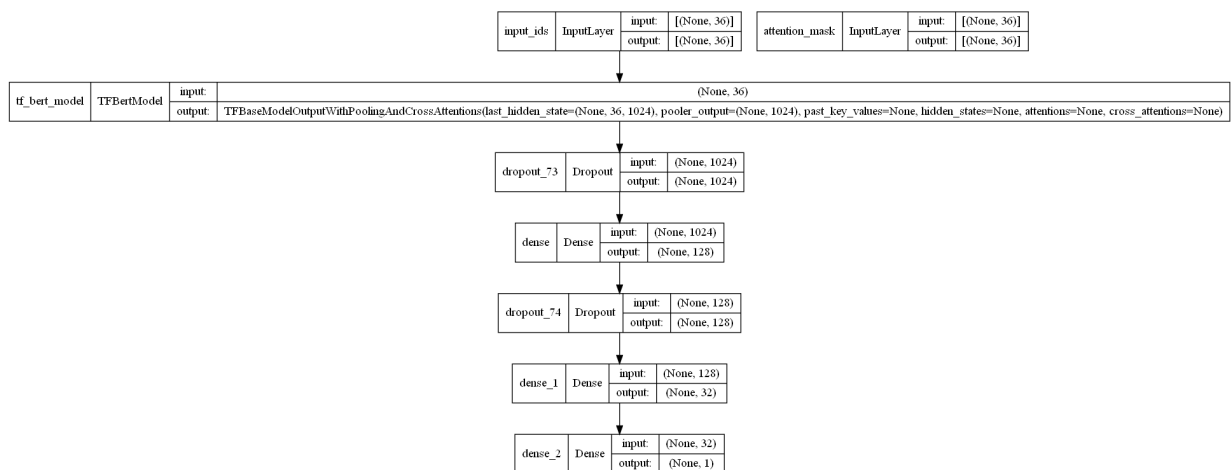 input_ids InputLayer input: [(None, 36)] output: [(None, 36)]
attention_mask InputLayer input: [(None, 36)] output: [(None, 36)]
tf_bert_model TFBertModel input: (None, 36)
output: TFBaseModelOutputWithPoolingAndCrossAttentions(last_hidden_state=(None, 36, 1024), pooler_output=(None, 1024), past_key_values=None, hidden_states=None, attentions=None, cross_attentions=None)
dropout_73 Dropout input: (None, 1024)
output: (None, 1024)
dense Dense input: (None, 1024)
output: (None, 128)
dropout_74 Dropout input: (None, 128)
output: (None, 128)
dense_1 Dense input: (None, 128)
output: (None, 32)
dense_2 Dense input: (None, 32)
output: (None, 1)